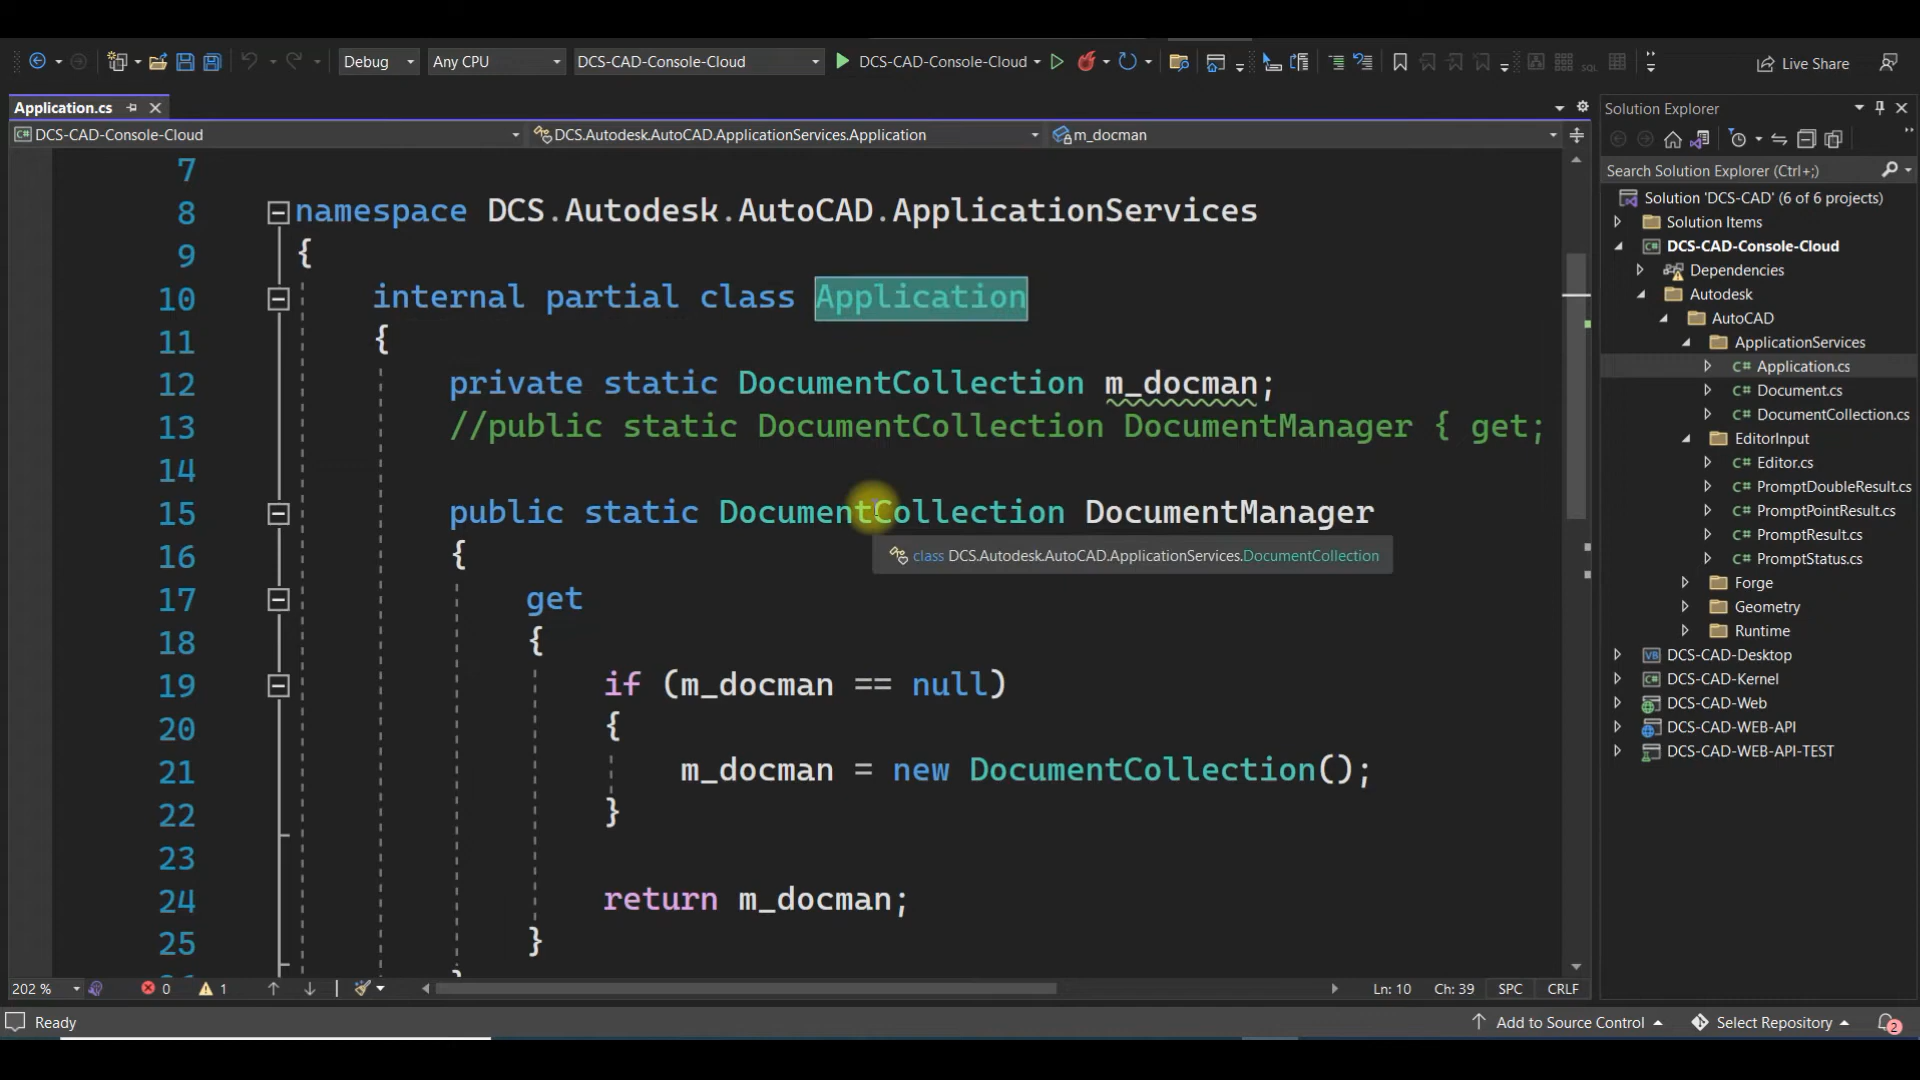 Debug
Any CPU
DCS-CAD-Console-Cloud
DCS-CAD-Console-Cloud
Live Share
Application.cs
DCS-CAD-Console-Cloud
DCS.Autodesk.AutoCAD.ApplicationServices.Application
m_docman
7
8 namespace DCS.Autodesk.AutoCAD.ApplicationServices
9 {
10 internal partial class Application
11 {
12 private static DocumentCollection m_docman;
13 //public static DocumentCollection DocumentManager { get;
14
15 public static DocumentCollection DocumentManager
16 {
class DCS.Autodesk.AutoCAD.ApplicationServices.DocumentCollection
17 get
18 {
19 if (m_docman == null)
20 {
21 m_docman = new DocumentCollection();
22 }
23
24 return m_docman;
25 }
202 %
0
1
Ln: 10
Ch: 39
SPC
CRLF
Solution Explorer
Search Solution Explorer (Ctrl+;)
Solution 'DCS-CAD' (6 of 6 projects)
Solution Items
C# DCS-CAD-Console-Cloud
Dependencies
Autodesk
AutoCAD
ApplicationServices
C# Application.cs
C# Document.cs
C# DocumentCollection.cs
EditorInput
C# Editor.cs
C# PromptDoubleResult.cs
C# PromptPointResult.cs
C# PromptResult.cs
C# PromptStatus.cs
Forge
Geometry
Runtime
VB DCS-CAD-Desktop
C# DCS-CAD-Kernel
DCS-CAD-Web
DCS-CAD-WEB-API
DCS-CAD-WEB-API-TEST
Ready
Add to Source Control
Select Repository
2